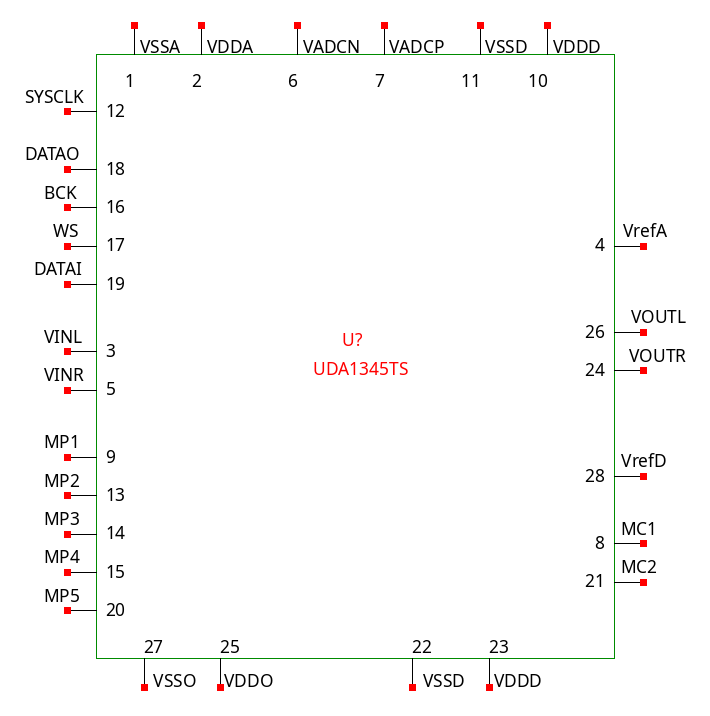 VSSA VDDA VADCN VADCP VSSD VDDD
1 2 6 7 11 10
SYSCLK
12
DATAO
18
BCK
16
WS
17
VrefA
4
DATAI
19
VOUTL
26
VINL
3
U?
VOUTR
24
UDA1345TS
VINR
5
MP1
9
VrefD
28
MP2
13
MP3
14
MC1
8
MP4
15
MC2
21
MP5
20
27 25 22 23
VSSO VDDO VSSD VDDD